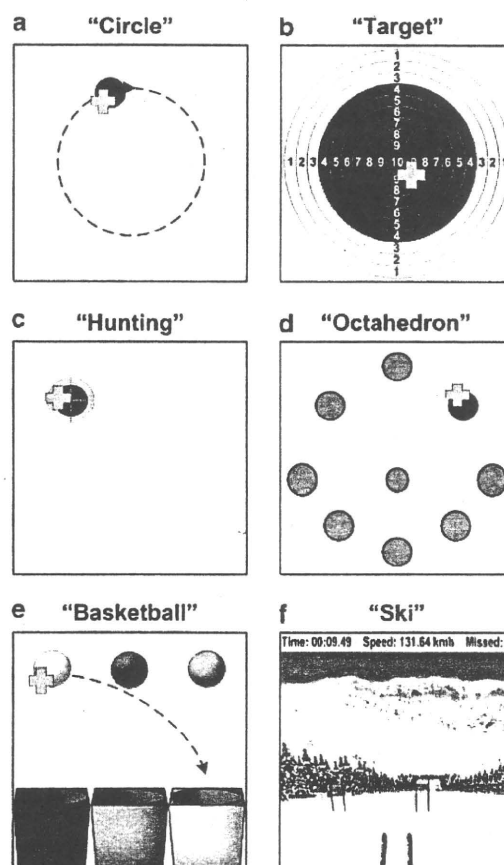 a "Circle"
b "Target"
1
2
3
4
5
6
7
8
9
1 2 3 4 5 6 7 8 9 10 9 8 7 6 5 4 3 2
9
8
7
6
5
4
3
2
1
c "Hunting"
d "Octahedron"
e "Basketball"
f "Ski"
Time: 00:09.49 Speed: 131.64 kmh Missed: